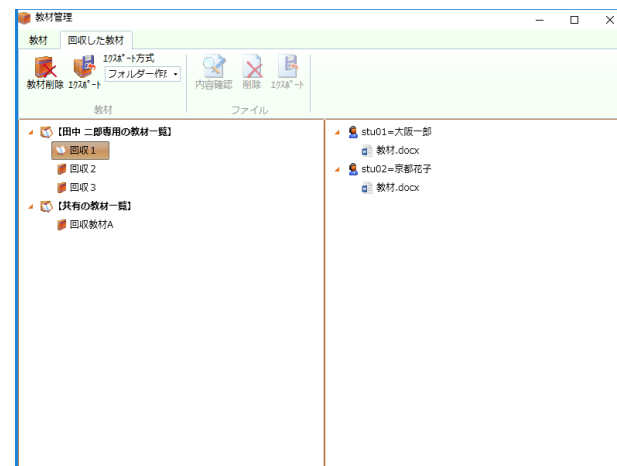 教材管理
教材 回収した教材
教材削除 エクスポート エクスポート方式
フォルダー作
内容確認 削除 エクスポート
教材 ファイル
【田中 二郎専用の教材一覧】
回収１
回収２
回収３
【共有の教材一覧】
回収教材A
stu01=大阪一郎
教材.docx
stu02=京都花子
教材.docx